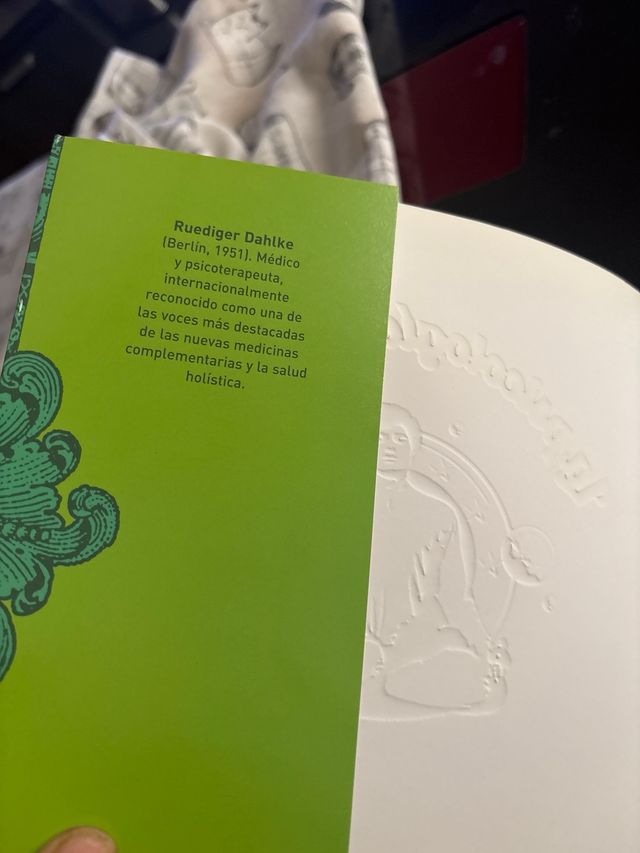 Ruediger Dahlke
(Berlín, 1951). Médico
y psicoterapeuta,
internacionalmente
reconocido como una de
las voces más destacadas
de las nuevas medicinas
complementarias y la salud
holística.